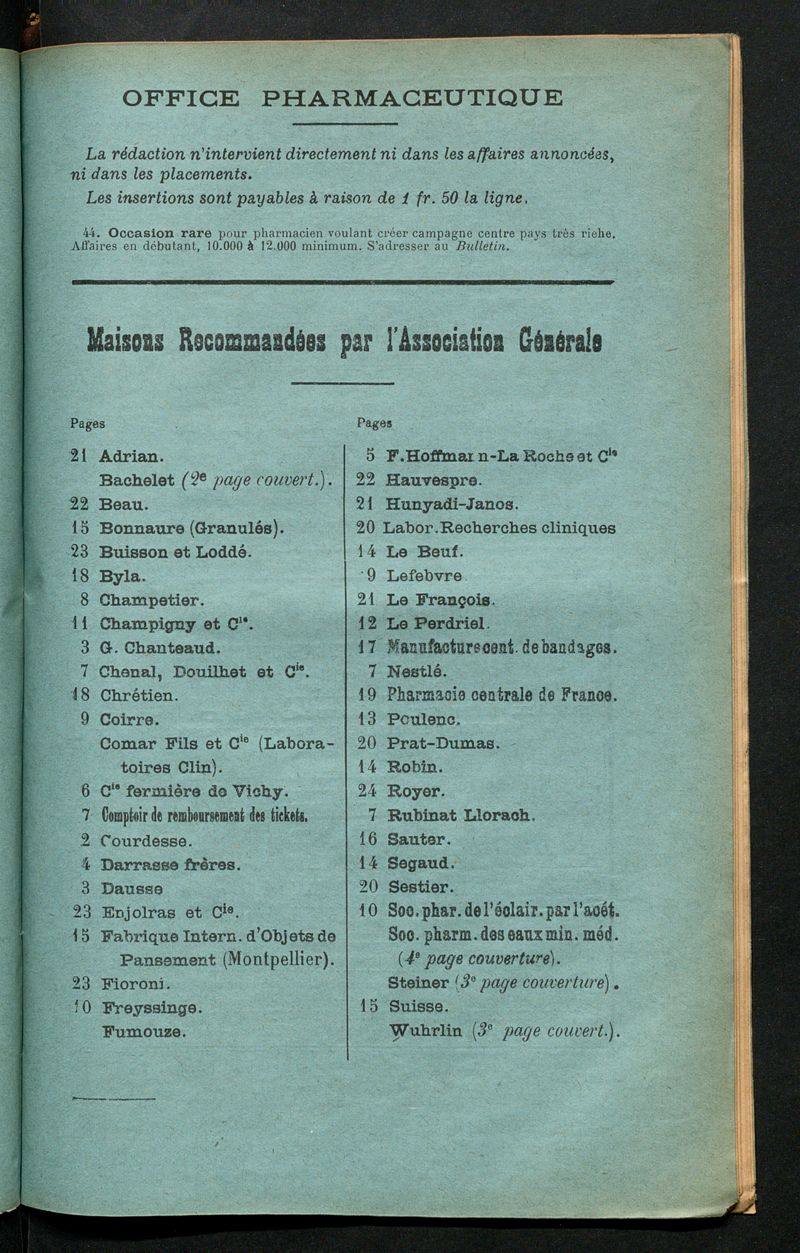 OFFICE PHARMACEUTIQUE
La rédaction n'intervient directement ni dans les affaires annoncées,
ni dans les placements.
Les insertions sont payables à raison de 1 fr. 50 la ligne.
44. Occasion rare pour pharmacien voulant créer campagne centre pays très riche.
Affaires en débutant, 10.000 à 12.000 minimum. S'adresser au Bulletin.
Maisons Recommandées par l'Association Générale
Pages
21 Adrian.
Bachelet (2e page couvert.).
22 Beau.
15 Bonnaure (Granulés).
23 Buisson et Loddé.
18 Byla.
8 Champetier.
11 Champigny et Cie.
3 G. Chanteaud.
7 Chenal, Douilhet et Cie.
18 Chrétien.
9 Coirre.
Comar Fils et Cie (Labora-
toires Clin).
6 Cie fermière de Vichy.
7 Comptoir de remboursement des tickets.
2 Courdesse.
4 Darrasse frères.
3 Dausse
23 Enjolras et Cie.
15 Fabrique Intern. d'Objets de
Pansement (Montpellier).
23 Fioroni.
10 Freyssinge.
Fumouze.
Pages
5 F. Hoffmann-La Roche et Cie
22 Hauvespre.
21 Hunyadi-Janos.
20 Labor. Recherches cliniques
14 Le Beuf.
9 Lefebvre
21 Le François.
12 Le Perdriel.
17 Manufacture cent. de bandages.
7 Nestlé.
19 Pharmacie centrale de France.
13 Poulenc.
20 Prat-Dumas.
14 Robin.
24 Royer.
7 Rubinat Llorach.
16 Sauter.
14 Segaud.
20 Sestier.
10 Soc. phar. de l'éclair. par l'acét.
Soc. pharm. des eaux min. méd.
(4e page couverture).
Steiner (3e page couverture).
15 Suisse.
Wuhrlin (3e page couvert.).